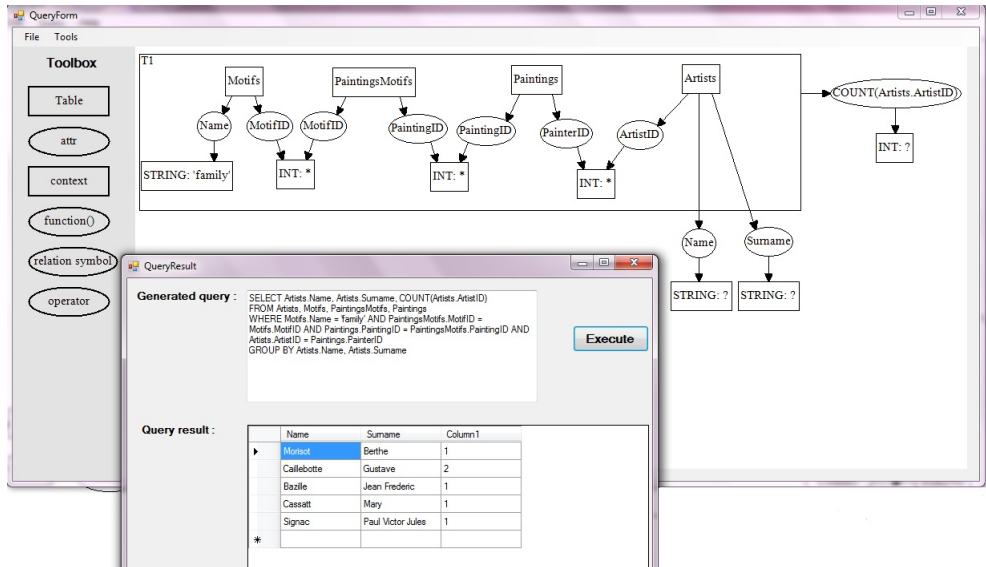 QueryForm
File Tools
Toolbox
Table
attr
context
function()
relation symbol
operator
T1
Motifs
PaintingsMotifs
Paintings
Artists
COUNT(Artists.ArtistID)
Name
MotifID
MotifID
PaintingID
PaintingID
PainterID
ArtistID
INT: ?
STRING: 'family'
INT: *
INT: *
INT: *
Name
Surname
STRING: ?
STRING: ?
QueryResult
Generated query :
SELECT Artists.Name, Artists.Surname, COUNT(Artists.ArtistID)
FROM Artists, Motifs, PaintingsMotifs, Paintings
WHERE Motifs.Name = 'family' AND PaintingsMotifs.MotifID =
Motifs.MotifID AND Paintings.PaintingID = PaintingsMotifs.PaintingID AND
Artists.ArtistID = Paintings.PainterID
GROUP BY Artists.Name, Artists.Surname
Execute
Query result :
Name Surname Column1
Morisot Berthe 1
Caillebotte Gustave 2
Bazille Jean Frederic 1
Cassatt Mary 1
Signac Paul Victor Jules 1